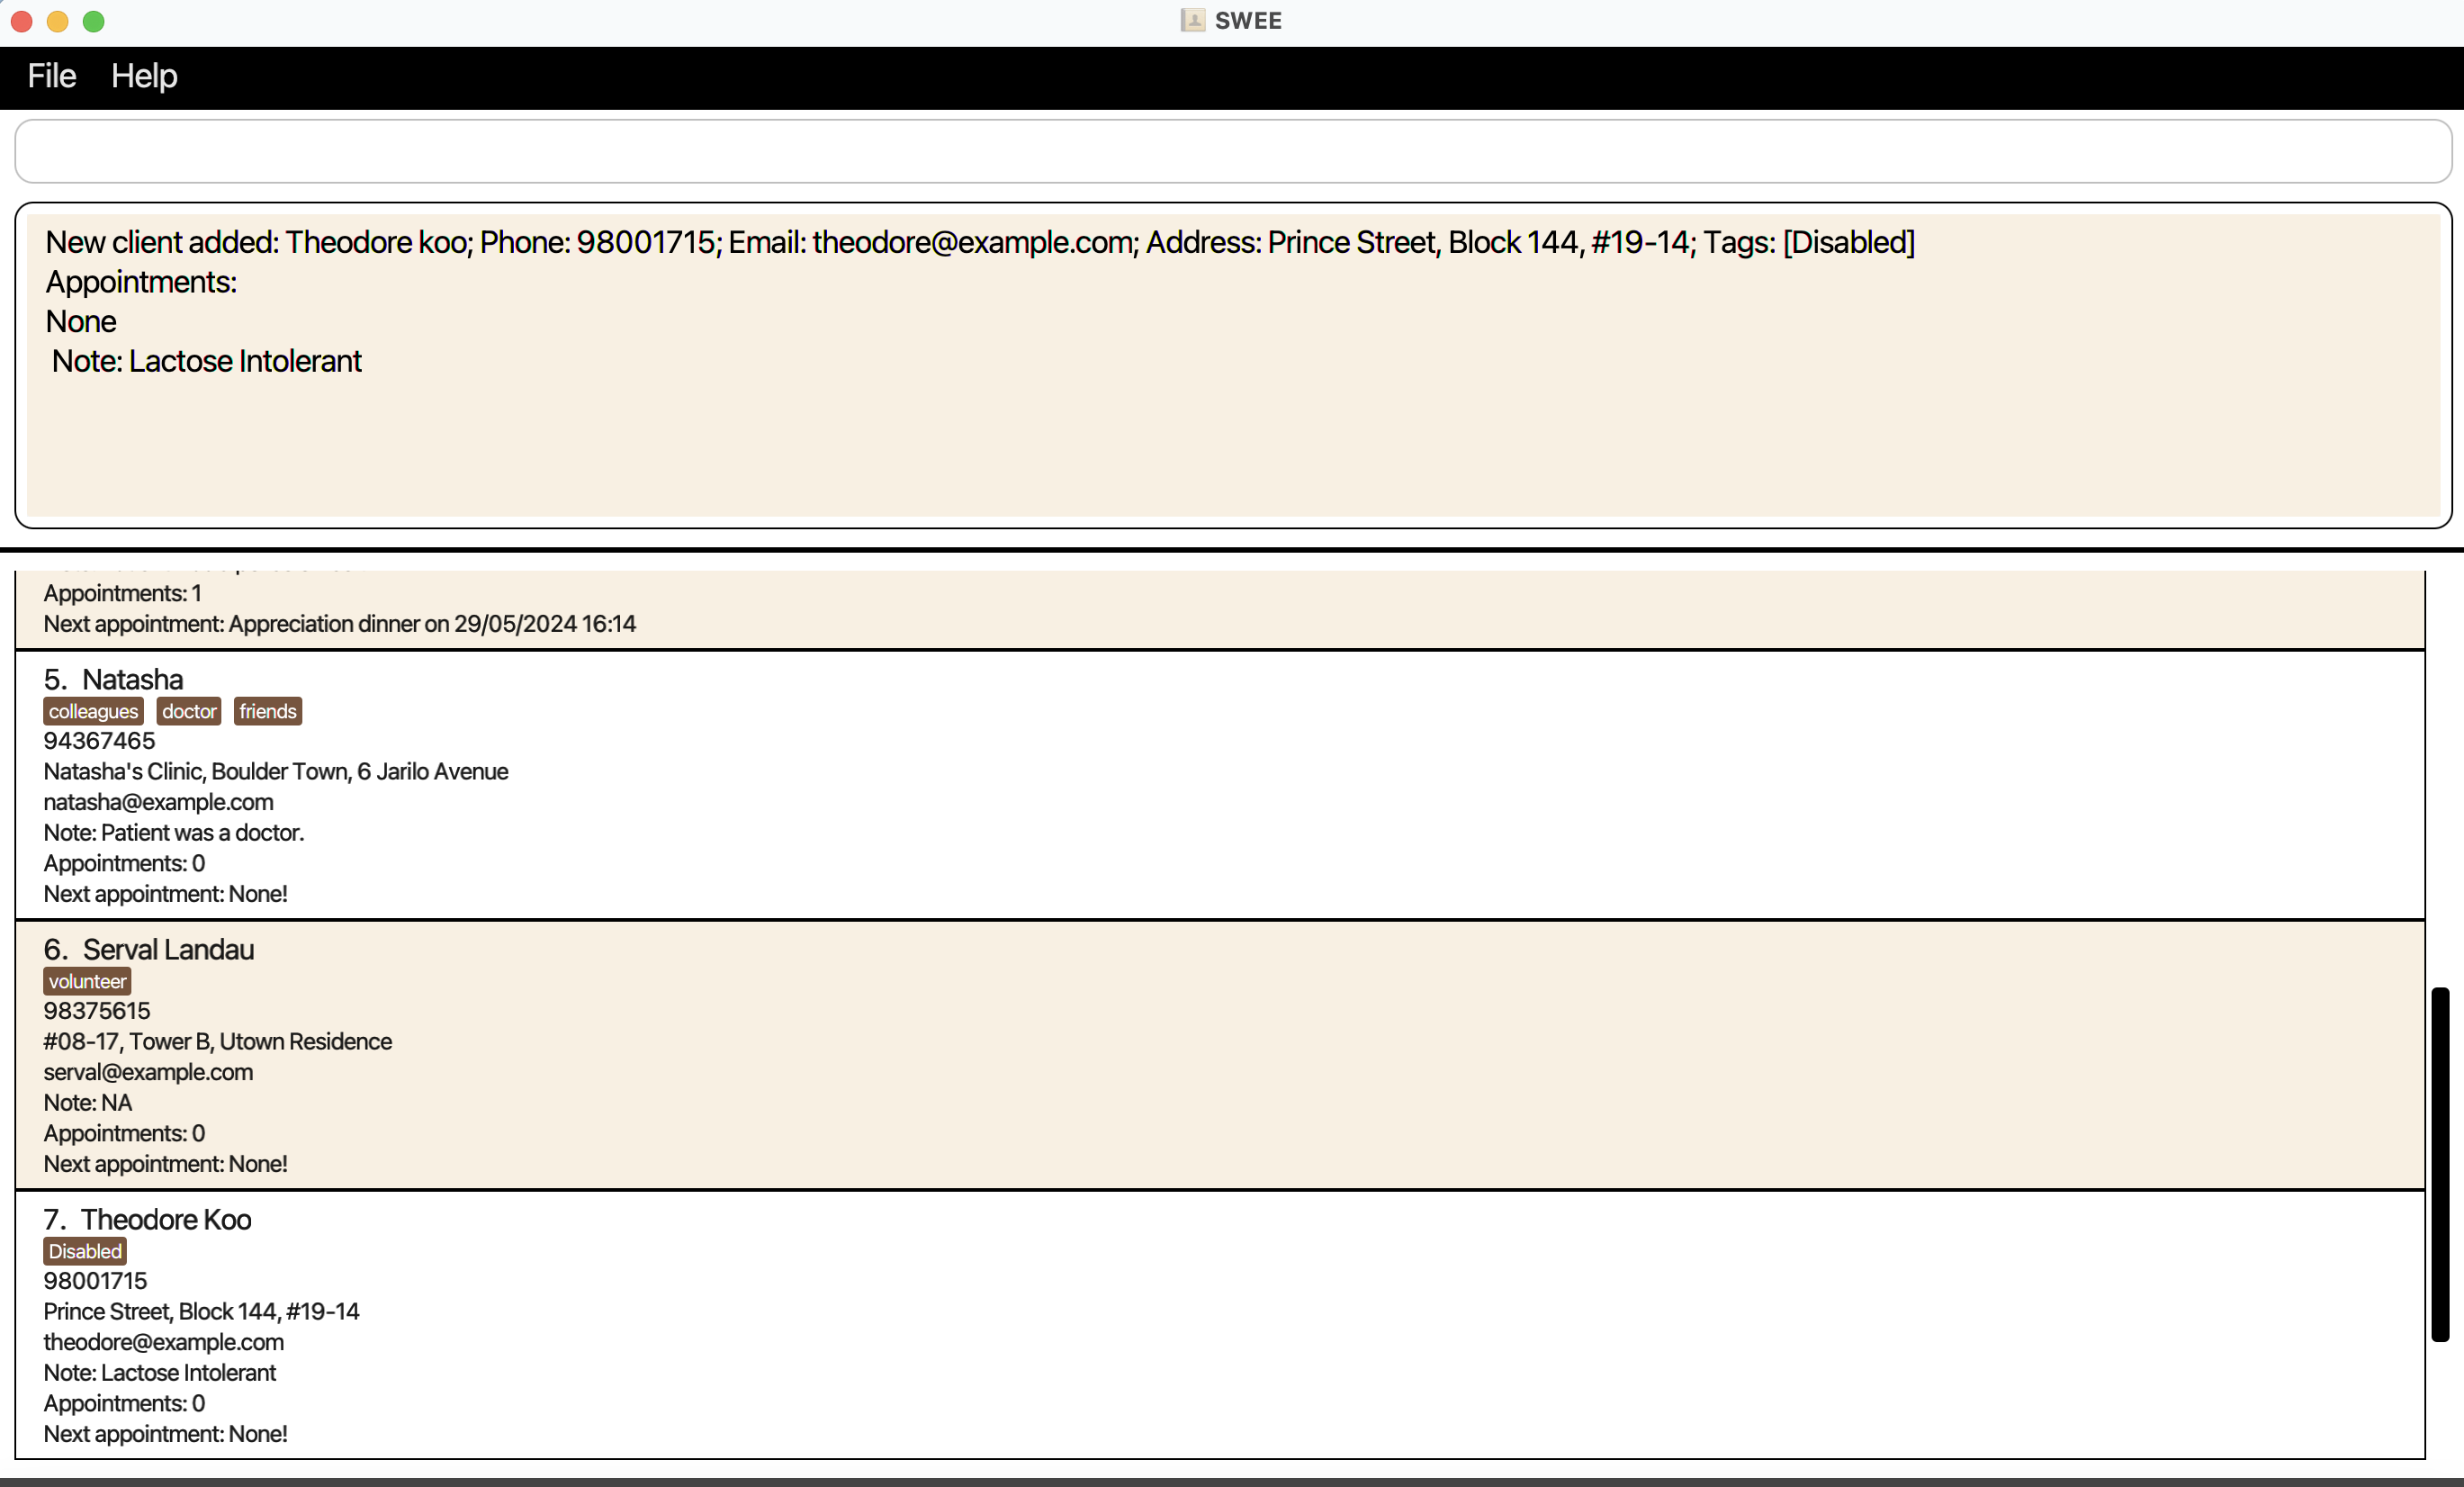 SWEE
File Help
New client added: Theodore koo; Phone: 98001715; Email: theodore@example.com; Address: Prince Street, Block 144, #19-14; Tags: [Disabled]
Appointments:
None
Note: Lactose Intolerant
Appointments: 1
Next appointment: Appreciation dinner on 29/05/2024 16:14
5. Natasha
colleagues doctor friends
94367465
Natasha's Clinic, Boulder Town, 6 Jarilo Avenue
natasha@example.com
Note: Patient was a doctor.
Appointments: 0
Next appointment: None!
6. Serval Landau
volunteer
98375615
#08-17, Tower B, Utown Residence
serval@example.com
Note: NA
Appointments: 0
Next appointment: None!
7. Theodore Koo
Disabled
98001715
Prince Street, Block 144, #19-14
theodore@example.com
Note: Lactose Intolerant
Appointments: 0
Next appointment: None!